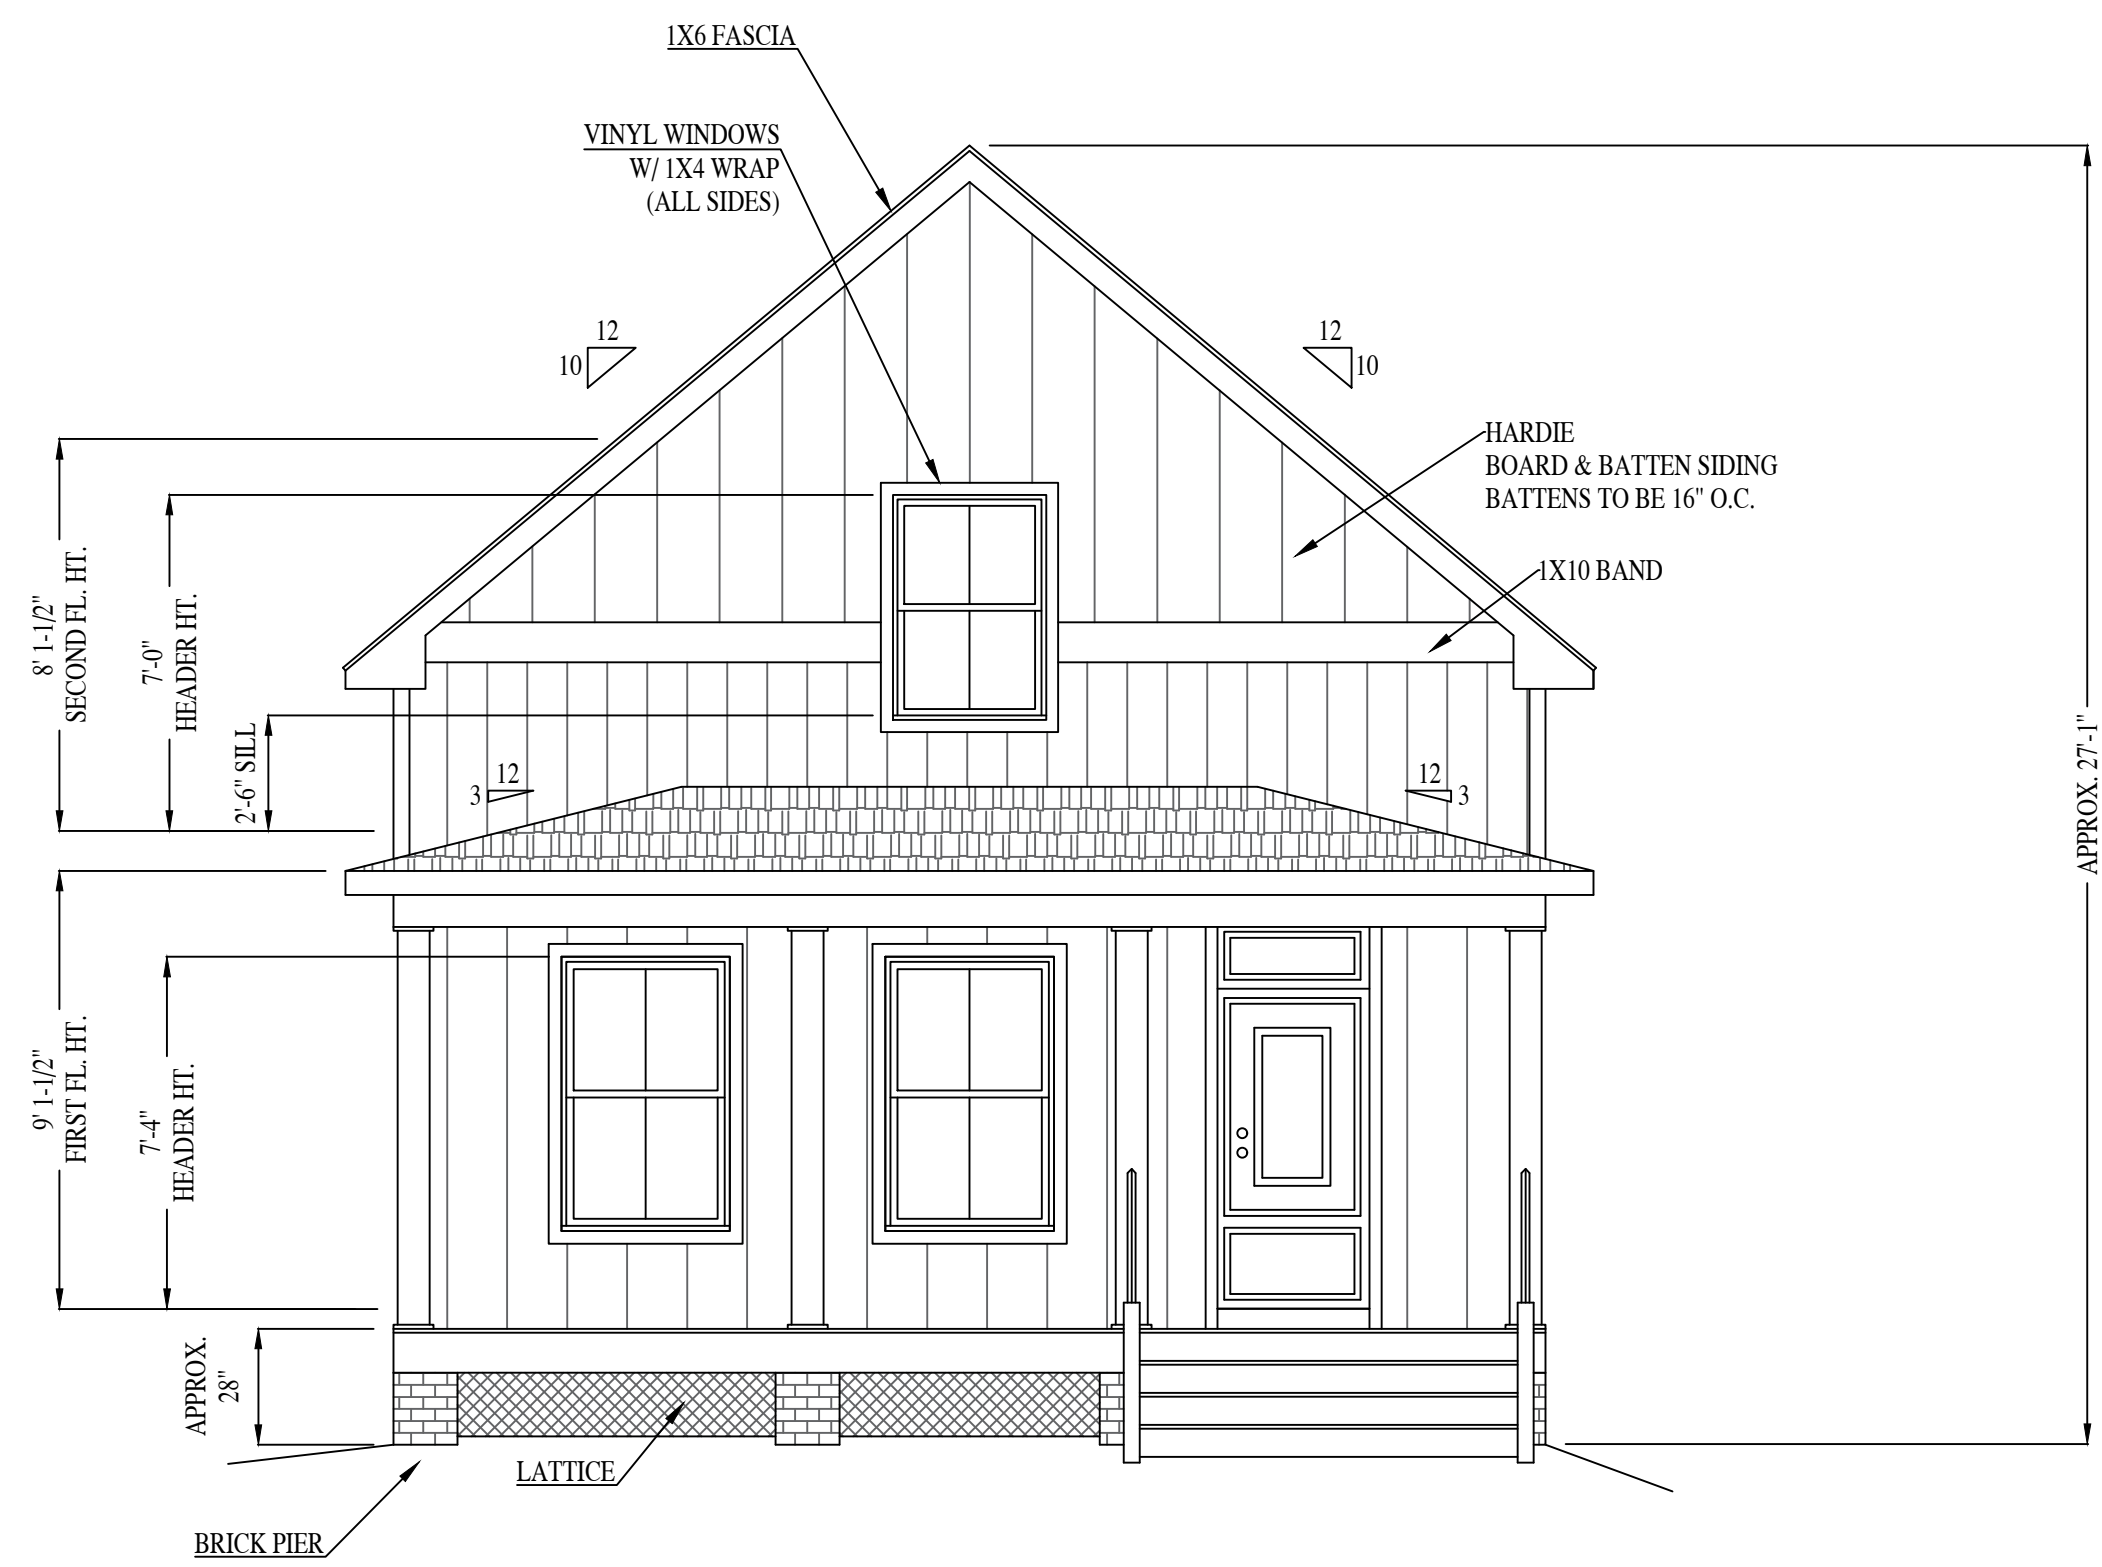 1X6 FASCIA
VINYL WINDOWS
W/ 1X4 WRAP
(ALL SIDES)
12
10
12
10
HARDIE
BOARD & BATTEN SIDING
BATTENS TO BE 16" O.C.
1X10 BAND
8' 1-1/2"
SECOND FL. HT.
7'-0"
HEADER HT.
2'-6" SILL
12
3
12
3
APPROX. 27'-1"
9' 1-1/2"
FIRST FL. HT.
7'-4"
HEADER HT.
APPROX.
28"
LATTICE
BRICK PIER